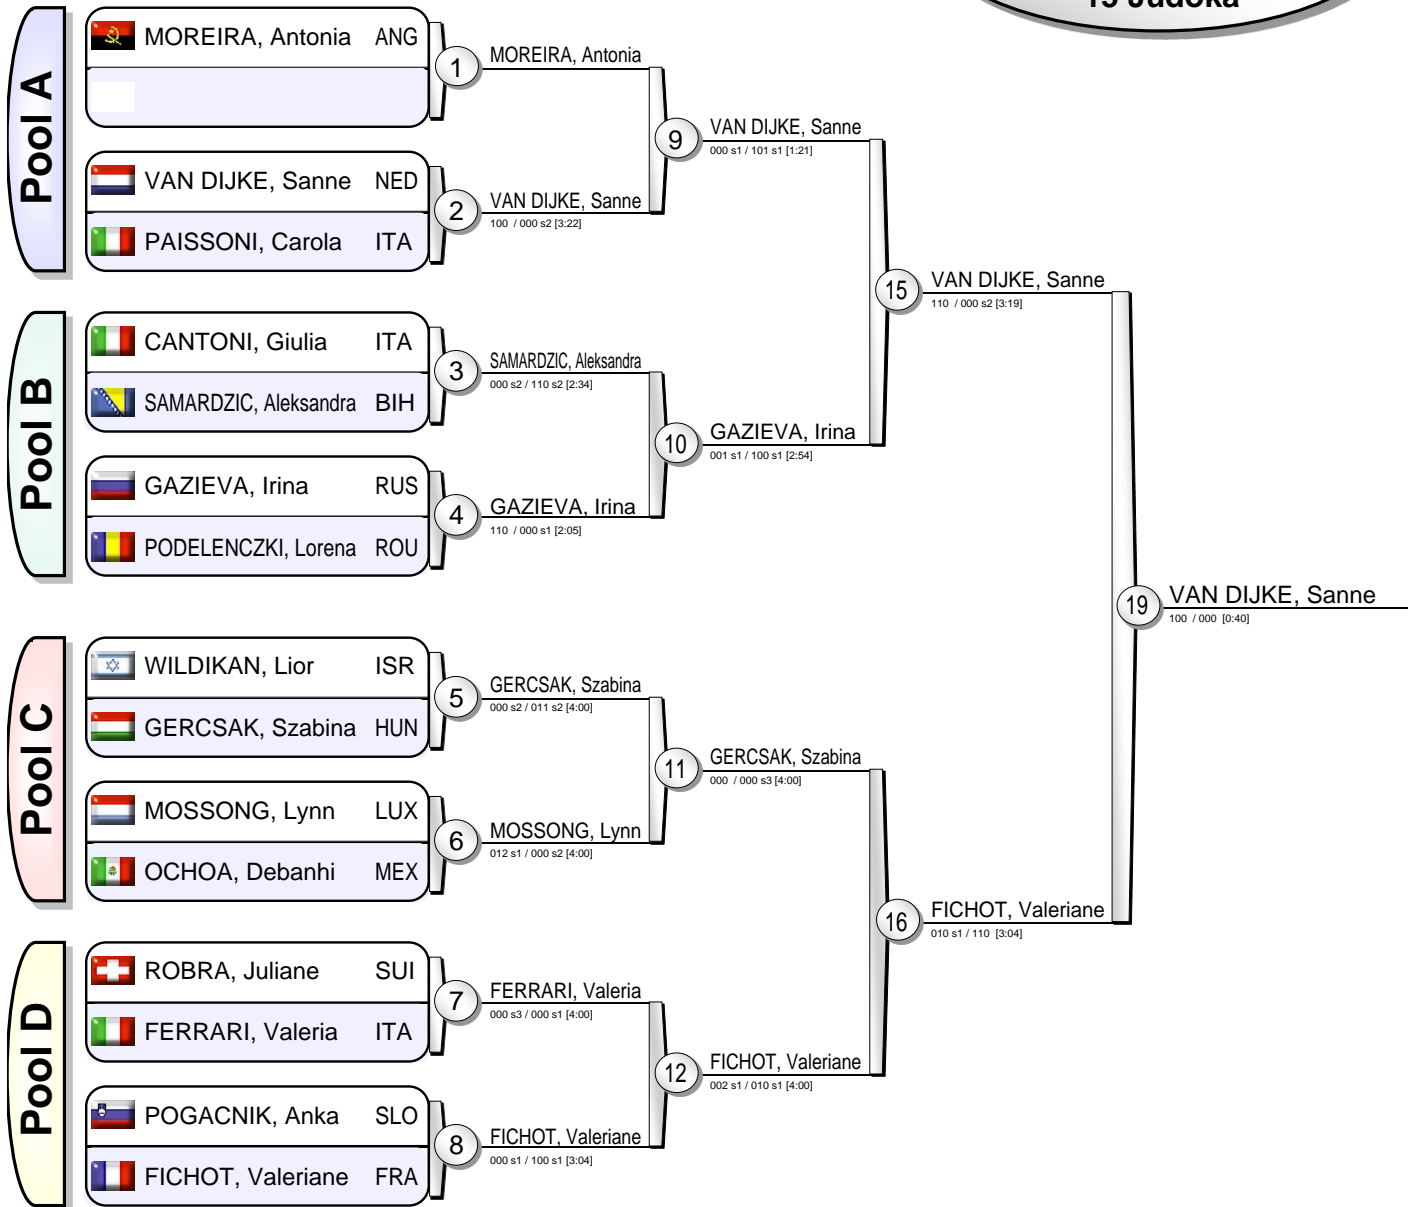 15 Judoka
Pool A
MOREIRA, Antonia ANG
VAN DIJKE, Sanne NED
PAISSONI, Carola ITA
Pool B
CANTONI, Giulia ITA
SAMARDZIC, Aleksandra BIH
GAZIEVA, Irina RUS
PODELENCZKI, Lorena ROU
Pool C
WILDIKAN, Lior ISR
GERCSAK, Szabina HUN
MOSSONG, Lynn LUX
OCHOA, Debanhi MEX
Pool D
ROBRA, Juliane SUI
FERRARI, Valeria ITA
POGACNIK, Anka SLO
FICHOT, Valeriane FRA
1
MOREIRA, Antonia
2
VAN DIJKE, Sanne
100 / 000 s2 [3:22]
3
SAMARDZIC, Aleksandra
000 s2 / 110 s2 [2:34]
4
GAZIEVA, Irina
110 / 000 s1 [2:05]
5
GERCSAK, Szabina
000 s2 / 011 s2 [4:00]
6
MOSSONG, Lynn
012 s1 / 000 s2 [4:00]
7
FERRARI, Valeria
000 s3 / 000 s1 [4:00]
8
FICHOT, Valeriane
000 s1 / 100 s1 [3:04]
9
VAN DIJKE, Sanne
000 s1 / 101 s1 [1:21]
10
GAZIEVA, Irina
001 s1 / 100 s1 [2:54]
11
GERCSAK, Szabina
000 / 000 s3 [4:00]
12
FICHOT, Valeriane
002 s1 / 010 s1 [4:00]
15
VAN DIJKE, Sanne
110 / 000 s2 [3:19]
16
FICHOT, Valeriane
010 s1 / 110 [3:04]
19
VAN DIJKE, Sanne
100 / 000 [0:40]